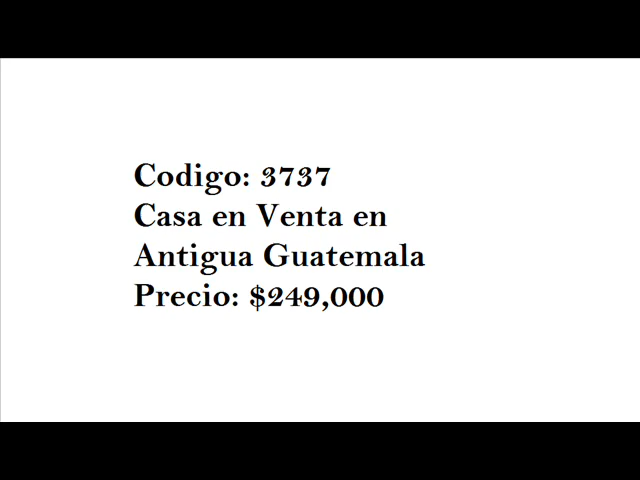 Codigo: 3737
Casa en Venta en
Antigua Guatemala
Precio: $249,000